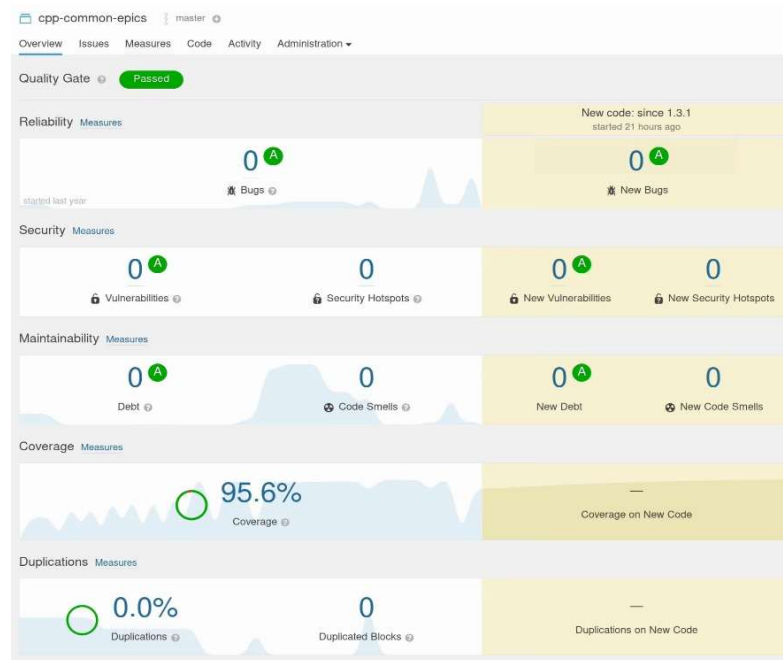 cpp-common-epics master
Overview Issues Measures Code Activity Administration
Quality Gate ? Passed
Reliability Measures
New code: since 1.3.1
started 21 hours ago
0 A
Bugs ?
started last year
0 A
New Bugs
Security Measures
0 A
Vulnerabilities ?
0
Security Hotspots ?
0 A
New Vulnerabilities
0
New Security Hotspots
Maintainability Measures
0 A
Debt ?
0
Code Smells ?
0 A
New Debt
0
New Code Smells
Coverage Measures
95.6%
Coverage ?
—
Coverage on New Code
Duplications Measures
0.0%
Duplications ?
0
Duplicated Blocks ?
—
Duplications on New Code